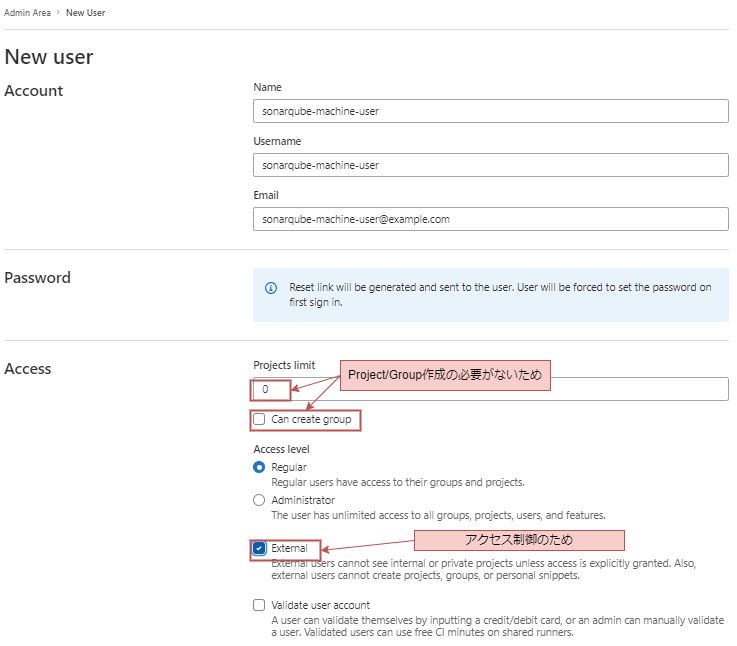 Admin Area > New User
New user
Account
Name
sonarqube-machine-user
Username
sonarqube-machine-user
Email
sonarqube-machine-user@example.com
Password
Reset link will be generated and sent to the user. User will be forced to set the password on
first sign in.
Access
Projects limit
Project/Group作成の必要がないため
0
Can create group
Access level
Regular
Regular users have access to their groups and projects.
Administrator
The user has unlimited access to all groups, projects, users, and features.
アクセス制御のため
External
External users cannot see internal or private projects unless access is explicitly granted. Also,
external users cannot create projects, groups, or personal snippets.
Validate user account
A user can validate themselves by inputting a credit/debit card, or an admin can manually validate
a user. Validated users can use free CI minutes on shared runners.